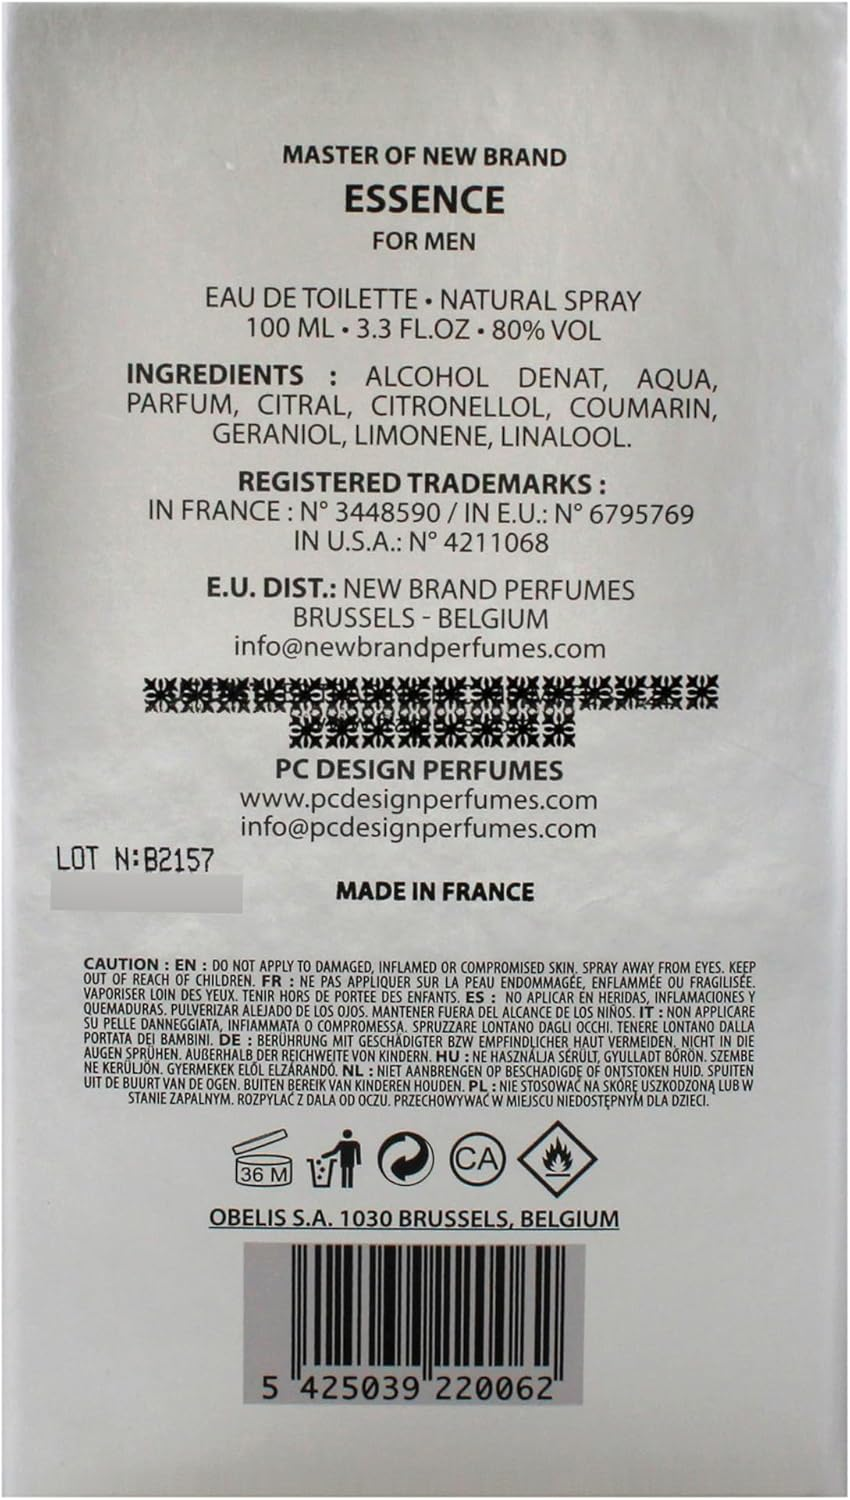 MASTER OF NEW BRAND
ESSENCE
FOR MEN
EAU DE TOILETTE • NATURAL SPRAY
100 ML • 3.3 FL.OZ • 80% VOL
INGREDIENTS : ALCOHOL DENAT, AQUA,
PARFUM, CITRAL, CITRONELLOL, COUMARIN,
GERANIOL, LIMONENE, LINALOOL.
REGISTERED TRADEMARKS :
IN FRANCE : N° 3448590 / IN E.U.: N° 6795769
IN U.S.A.: N° 4211068
E.U. DIST.: NEW BRAND PERFUMES
BRUSSELS - BELGIUM
info@newbrandperfumes.com
PC DESIGN PERFUMES
www.pcdesignperfumes.com
info@pcdesignperfumes.com
LOT N:B2157
MADE IN FRANCE
CAUTION : EN : DO NOT APPLY TO DAMAGED, INFLAMED OR COMPROMISED SKIN. SPRAY AWAY FROM EYES. KEEP
OUT OF REACH OF CHILDREN. FR : NE PAS APPLIQUER SUR LA PEAU ENDOMMAGÉE, ENFLAMMÉE OU FRAGILISÉE.
VAPORISER LOIN DES YEUX. TENIR HORS DE PORTEE DES ENFANTS. ES : NO APLICAR EN HERIDAS, INFLAMACIONES Y
QUEMADURAS. PULVERIZAR ALEJADO DE LOS OJOS. MANTENER FUERA DEL ALCANCE DE LOS NIÑOS. IT : NON APPLICARE
SU PELLE DANNEGGIATA, INFIAMMATA O COMPROMESSA. SPRUZZARE LONTANO DAGLI OCCHI. TENERE LONTANO DALLA
PORTATA DEI BAMBINI. DE : BERÜHRUNG MIT GESCHÄDIGTER BZW EMPFINDLICHER HAUT VERMEIDEN, NICHT IN DIE
AUGEN SPRÜHEN. AUßERHALB DER REICHWEITE VON KINDERN. HU : NE HASZNÁLJA SÉRÜLT, GYULLADT BŐRÖN. SZEMBE
NE KERÜLJÖN. GYERMEKEK ELŐL ELZÁRANDÓ. NL : NIET AANBRENGEN OP BESCHADIGDE OF ONTSTOKEN HUID. SPUITEN
UIT DE BUURT VAN DE OGEN. BUITEN BEREIK VAN KINDEREN HOUDEN. PL : NIE STOSOWAĆ NA SKÓRĘ USZKODZONĄ LUB W
STANIE ZAPALNYM. ROZPYLAĆ Z DALA OD OCZU. PRZECHOWYWAĆ W MIEJSCU NIEDOSTĘPNYM DLA DZIECI.
36 M
CA
OBELIS S.A. 1030 BRUSSELS, BELGIUM
5 425039 220062